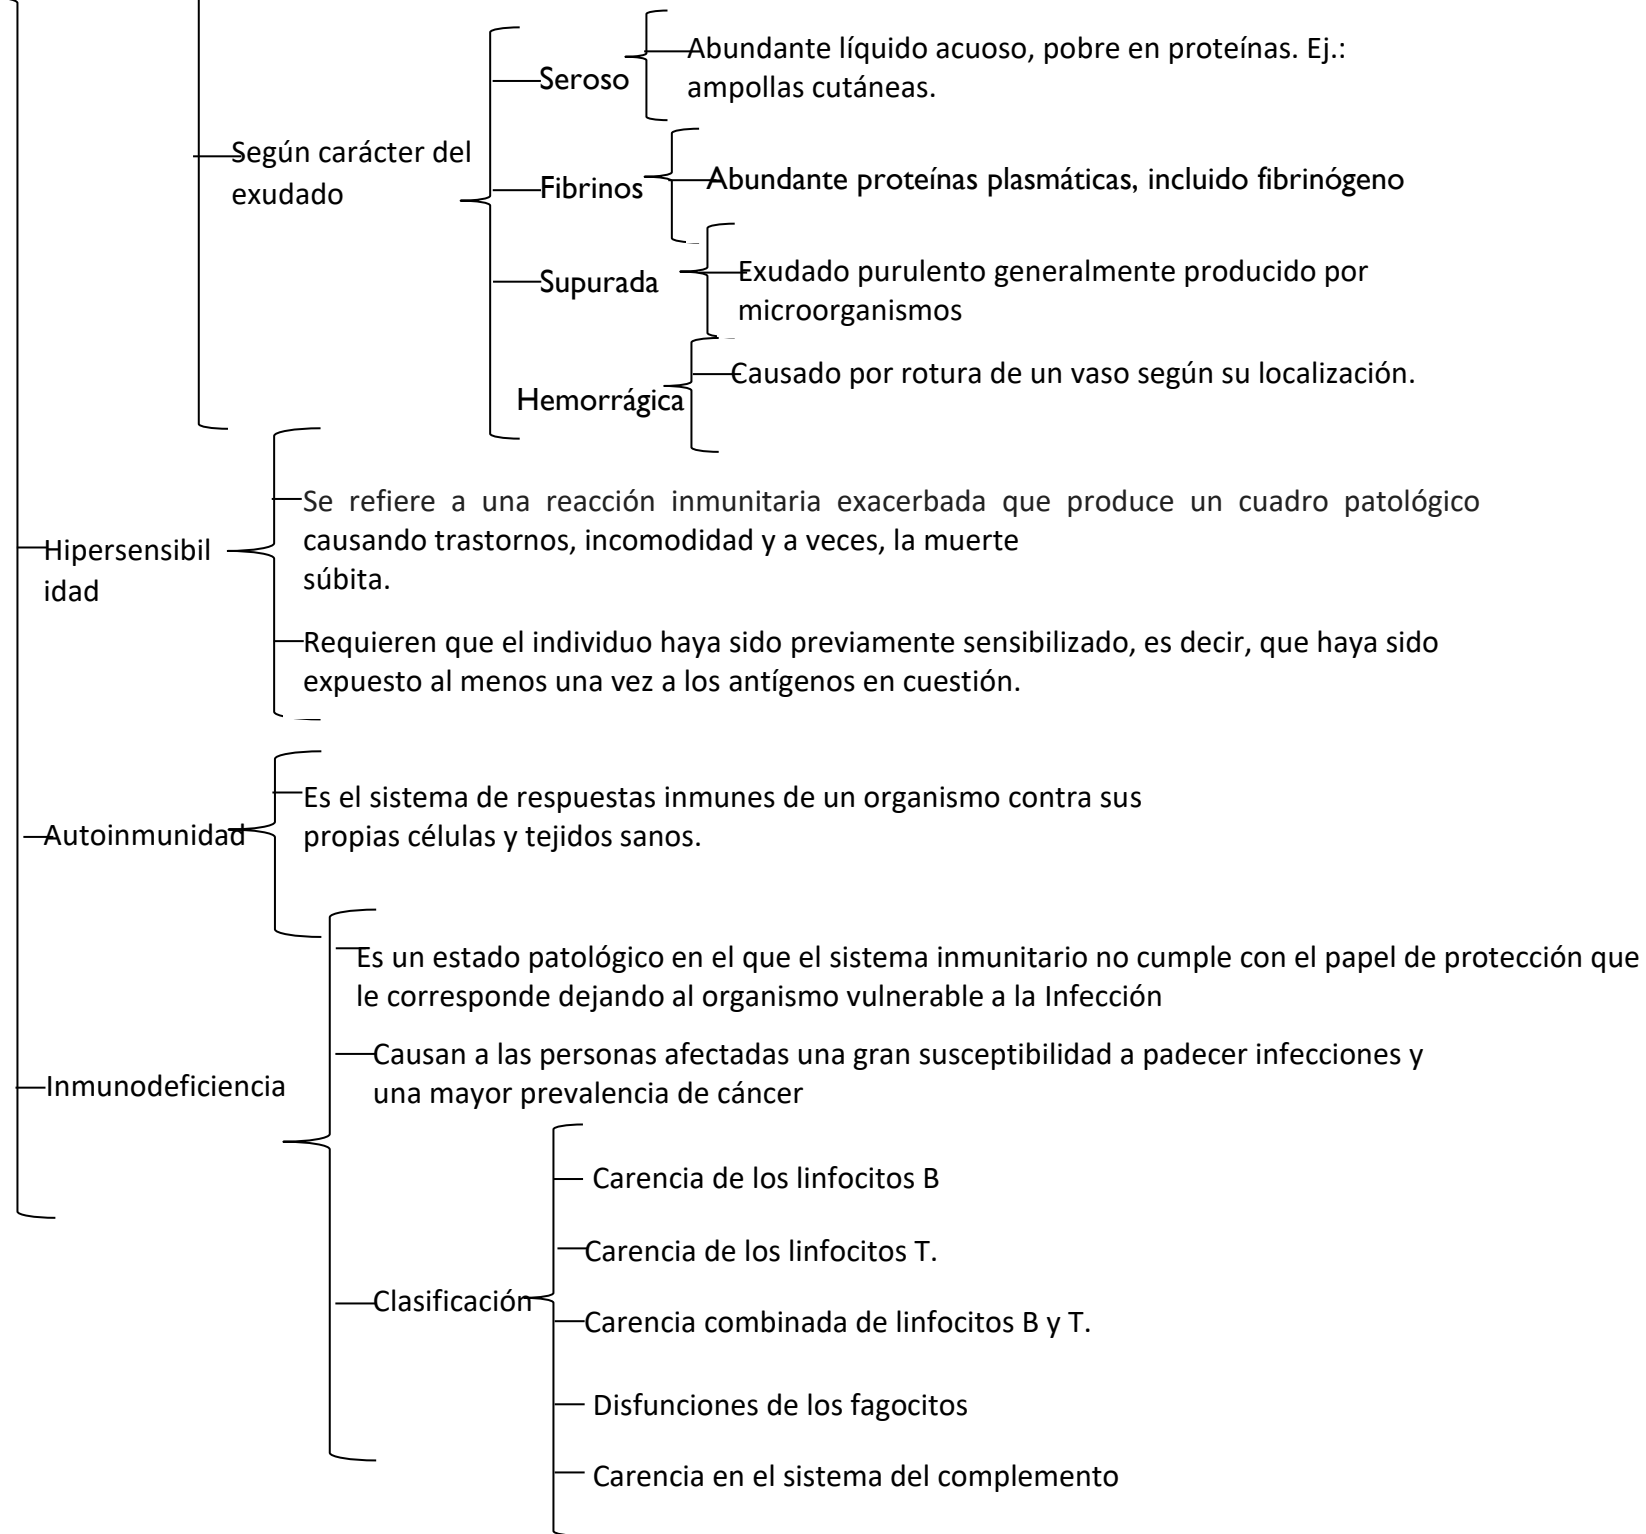 Según carácter del
exudado
Seroso
Abundante líquido acuoso, pobre en proteínas. Ej.:
ampollas cutáneas.
Fibrinos
Abundante proteínas plasmáticas, incluido fibrinógeno
Supurada
Exudado purulento generalmente producido por
microorganismos
Hemorrágica
Causado por rotura de un vaso según su localización.
Hipersensibil
idad
Se refiere a una reacción inmunitaria exacerbada que produce un cuadro patológico
causando trastornos, incomodidad y a veces, la muerte
súbita.
Requieren que el individuo haya sido previamente sensibilizado, es decir, que haya sido
expuesto al menos una vez a los antígenos en cuestión.
Autoinmunidad
Es el sistema de respuestas inmunes de un organismo contra sus
propias células y tejidos sanos.
Inmunodeficiencia
Es un estado patológico en el que el sistema inmunitario no cumple con el papel de protección que
le corresponde dejando al organismo vulnerable a la Infección
Causan a las personas afectadas una gran susceptibilidad a padecer infecciones y
una mayor prevalencia de cáncer
Clasificación
Carencia de los linfocitos B
Carencia de los linfocitos T.
Carencia combinada de linfocitos B y T.
Disfunciones de los fagocitos
Carencia en el sistema del complemento